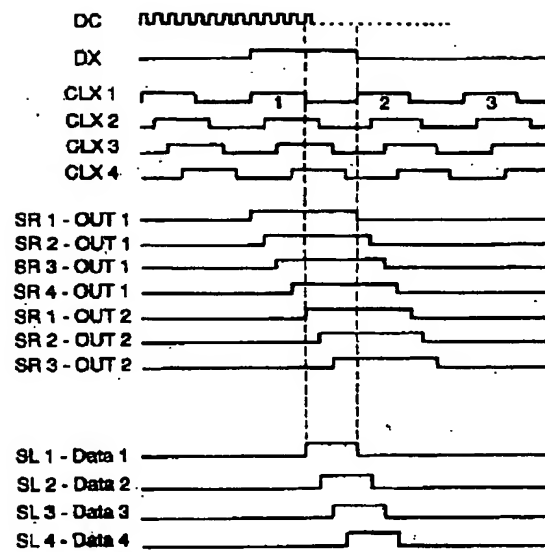 DC
DX
CLX 1
1 2 3
CLX 2
CLX 3
CLX 4
SR 1 - OUT 1
SR 2 - OUT 1
SR 3 - OUT 1
SR 4 - OUT 1
SR 1 - OUT 2
SR 2 - OUT 2
SR 3 - OUT 2
SL 1 - Data 1
SL 2 - Data 2
SL 3 - Data 3
SL 4 - Data 4